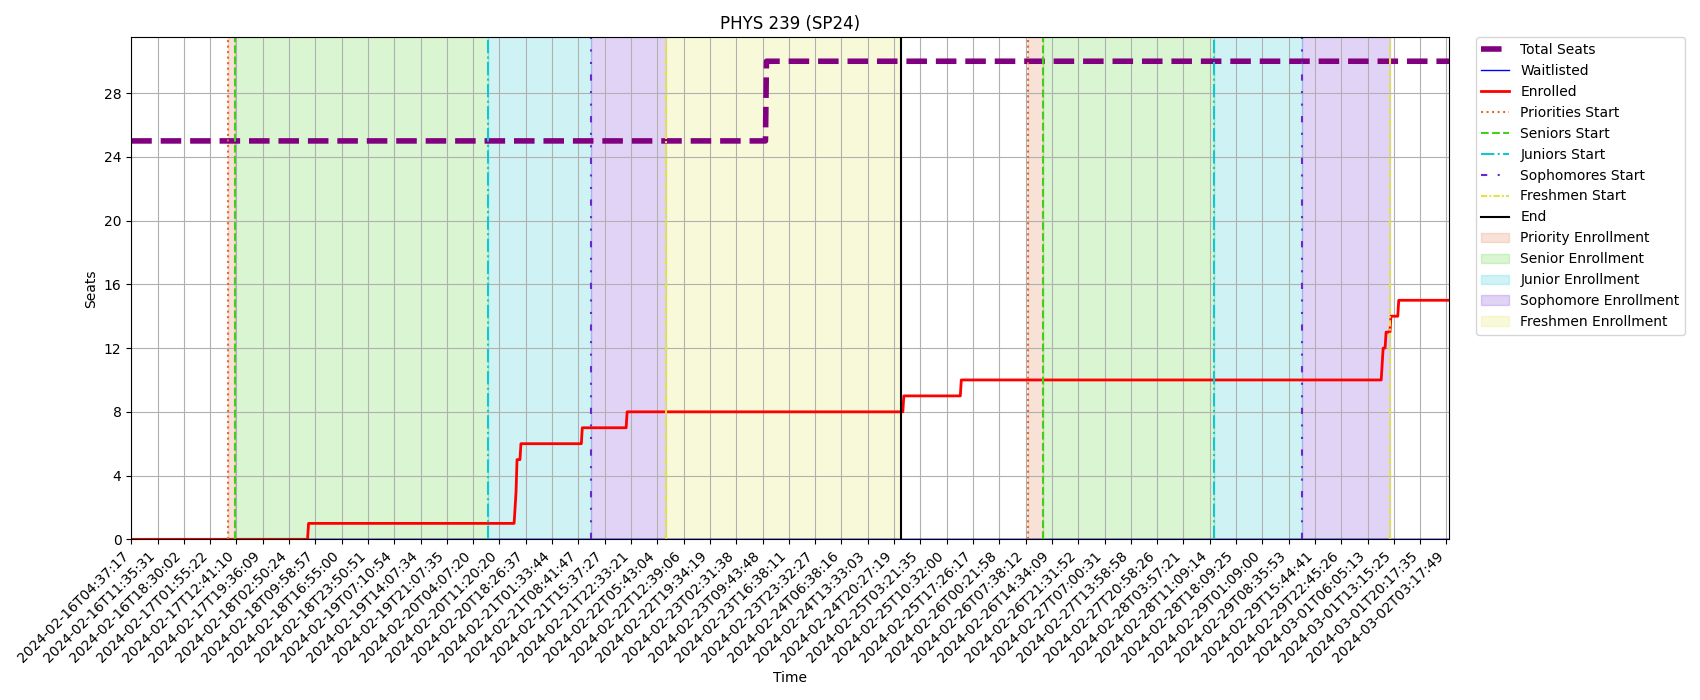 PHYS 239 (SP24)
Seats
28
24
20
16
12
8
4
0
2024-02-16T04:37:17
2024-02-16T11:35:31
2024-02-16T18:30:02
2024-02-17T01:55:22
2024-02-17T12:41:10
2024-02-17T19:36:09
2024-02-18T02:50:24
2024-02-18T09:58:57
2024-02-18T16:55:00
2024-02-18T23:50:51
2024-02-19T07:10:54
2024-02-19T14:07:34
2024-02-19T21:07:35
2024-02-20T04:07:20
2024-02-20T11:20:20
2024-02-20T18:26:37
2024-02-21T01:33:44
2024-02-21T08:41:47
2024-02-21T15:37:27
2024-02-21T22:33:21
2024-02-22T05:43:04
2024-02-22T12:39:06
2024-02-22T19:34:19
2024-02-23T02:31:38
2024-02-23T09:43:48
2024-02-23T16:38:11
2024-02-23T23:32:27
2024-02-24T06:38:16
2024-02-24T13:33:03
2024-02-24T20:27:19
2024-02-25T03:21:35
2024-02-25T10:32:00
2024-02-25T17:26:17
2024-02-26T00:21:58
2024-02-26T07:38:12
2024-02-26T14:34:09
2024-02-26T21:31:52
2024-02-27T07:00:31
2024-02-27T13:58:58
2024-02-27T20:58:26
2024-02-28T03:57:21
2024-02-28T11:09:14
2024-02-28T18:09:25
2024-02-29T01:09:00
2024-02-29T08:35:53
2024-02-29T15:44:41
2024-02-29T22:45:26
2024-03-01T06:05:13
2024-03-01T13:15:25
2024-03-01T20:17:35
2024-03-02T03:17:49
Time
Total Seats
Waitlisted
Enrolled
Priorities Start
Seniors Start
Juniors Start
Sophomores Start
Freshmen Start
End
Priority Enrollment
Senior Enrollment
Junior Enrollment
Sophomore Enrollment
Freshmen Enrollment